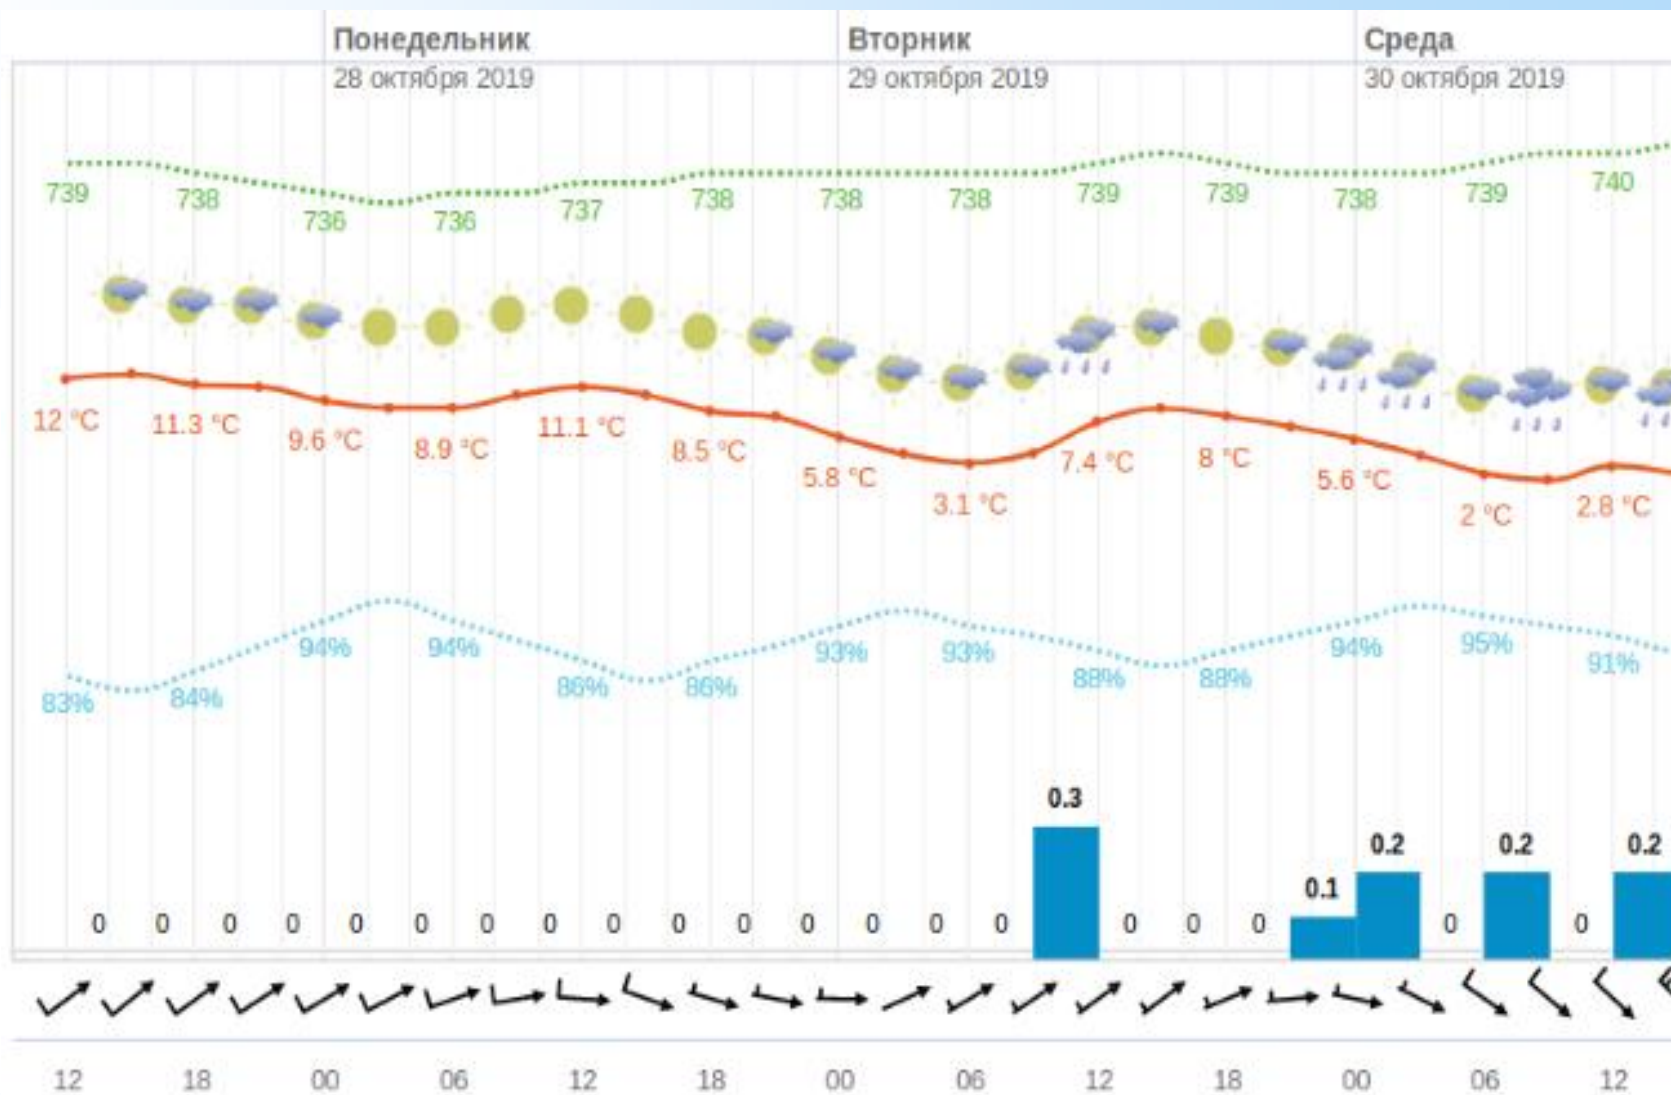 Понедельник Вторник Среда
28 октября 2019 29 октября 2019 30 октября 2019
739 738 736 736 737 738 738 738 739 739 738 739 740
12 °C 11.3 °C 9.6 °C 8.9 °C 11.1 °C 8.5 °C 5.8 °C 3.1 °C 7.4 °C 8 °C 5.6 °C 2 °C 2.8 °C
83% 84% 94% 94% 86% 86% 93% 93% 88% 88% 94% 95% 91%
0 0 0 0 0 0 0 0 0 0 0 0 0 0 0 0.3 0 0 0 0.1 0.2 0 0.2 0 0.2
12 18 00 06 12 18 00 06 12 18 00 06 12